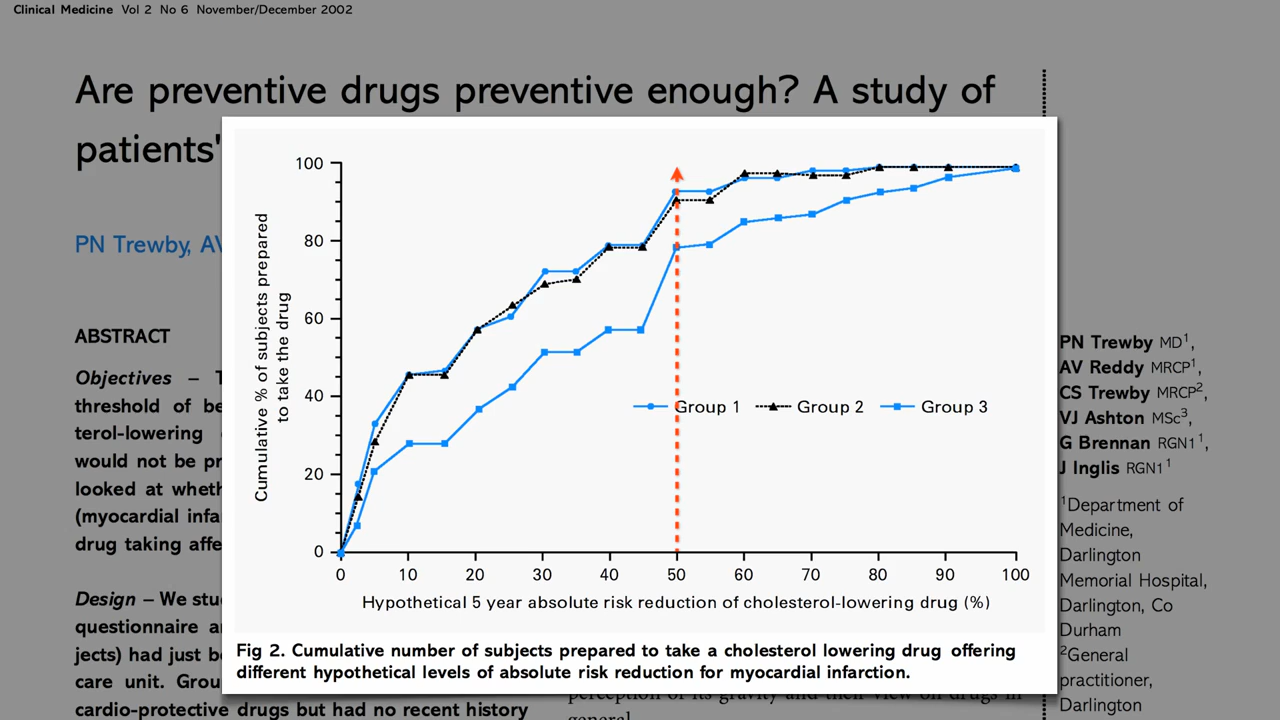 Clinical Medicine Vol 2 No 6 November/December 2002
Are preventive drugs preventive enough? A study of
patients'
PN Trewby, AV
ABSTRACT
Objectives –
threshold of be
terol-lowering
would not be pr
looked at wheth
(myocardial infar
drug taking affe
Design – We stu
questionnaire a
jects) had just b
care unit. Grou
cardio-protective drugs but had no recent history
Cumulative % of subjects prepared
to take the drug
100
80
60
40
20
0
Group 1 Group 2 Group 3
0 10 20 30 40 50 60 70 80 90 100
Hypothetical 5 year absolute risk reduction of cholesterol-lowering drug (%)
Fig 2. Cumulative number of subjects prepared to take a cholesterol lowering drug offering
different hypothetical levels of absolute risk reduction for myocardial infarction.
perception of its gravity and their view on drugs in
general.
PN Trewby MD1,
AV Reddy MRCP1,
CS Trewby MRCP2,
VJ Ashton MSc3,
G Brennan RGN1 1,
J Inglis RGN1 1
1Department of
Medicine,
Darlington
Memorial Hospital,
Darlington, Co
Durham
2General
practitioner,
Darlington